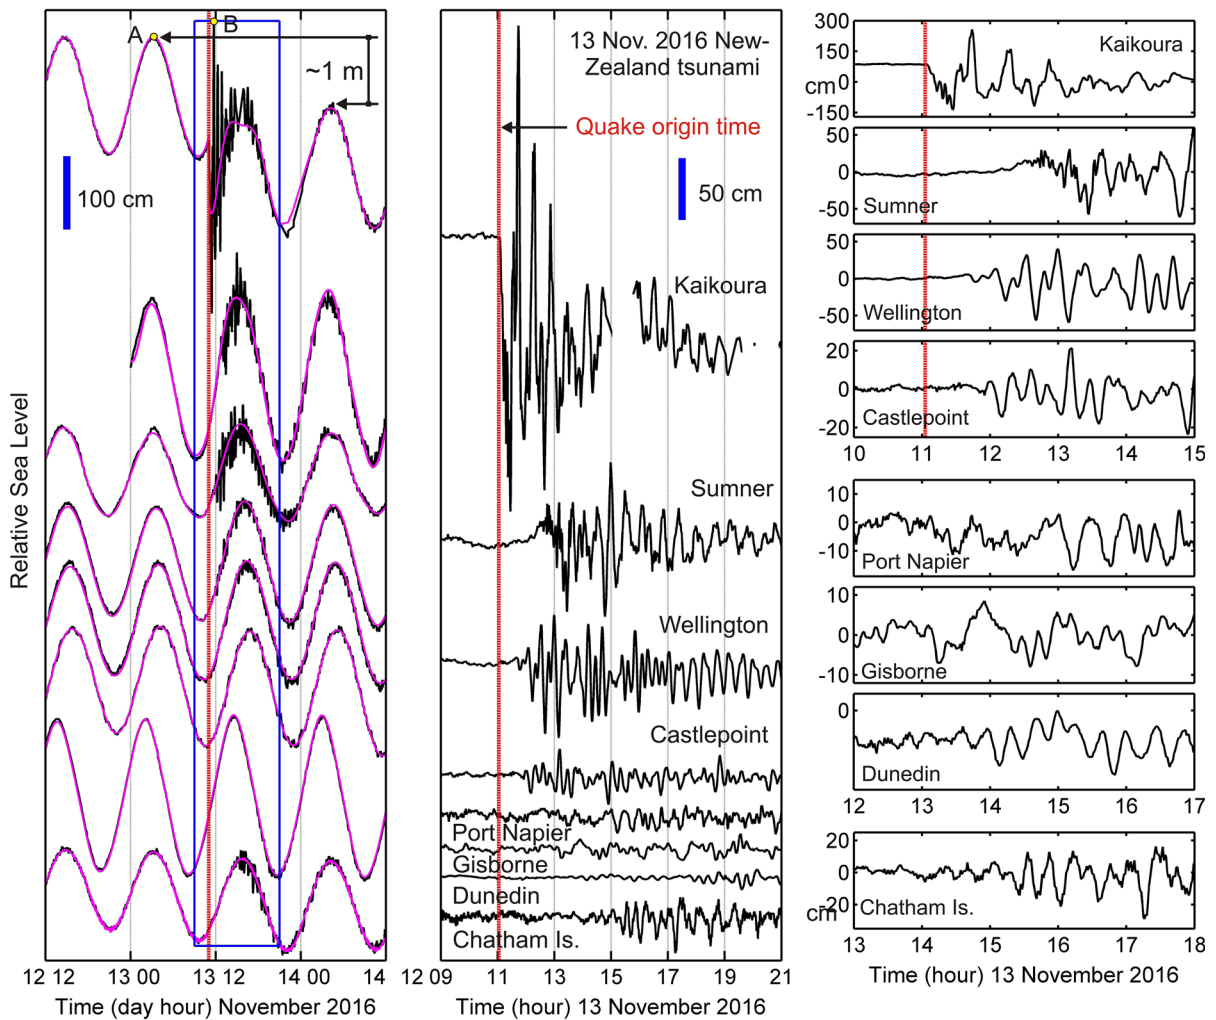 A
B
~1 m
100 cm
Relative Sea Level
12 12
13 00
13 12
14 00
14
Time (day hour) November 2016
13 Nov. 2016 New-
Zealand tsunami
Quake origin time
50 cm
Kaikoura
Sumner
Wellington
Castlepoint
Port Napier
Gisborne
Dunedin
Chatham Is.
12 09
11
13
15
17
19
21
Time (hour) 13 November 2016
300
150
cm
0
-150
Kaikoura
50
0
-50
Sumner
50
0
-50
Wellington
20
0
-20
Castlepoint
10
11
12
13
14
15
10
0
-10
Port Napier
10
0
-10
Gisborne
0
Dunedin
12
13
14
15
16
17
20
0
cm
-20
Chatham Is.
13
14
15
16
17
18
Time (hour) 13 November 2016